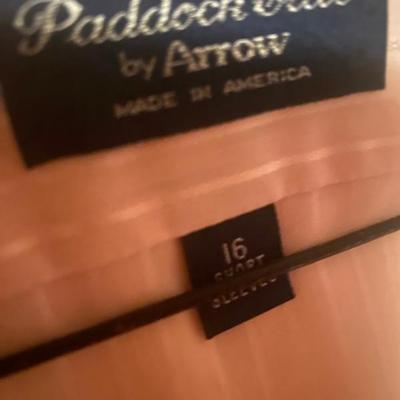 Paddock Club
by Arrow
MADE IN AMERICA
16
SHORT
SLEEVES